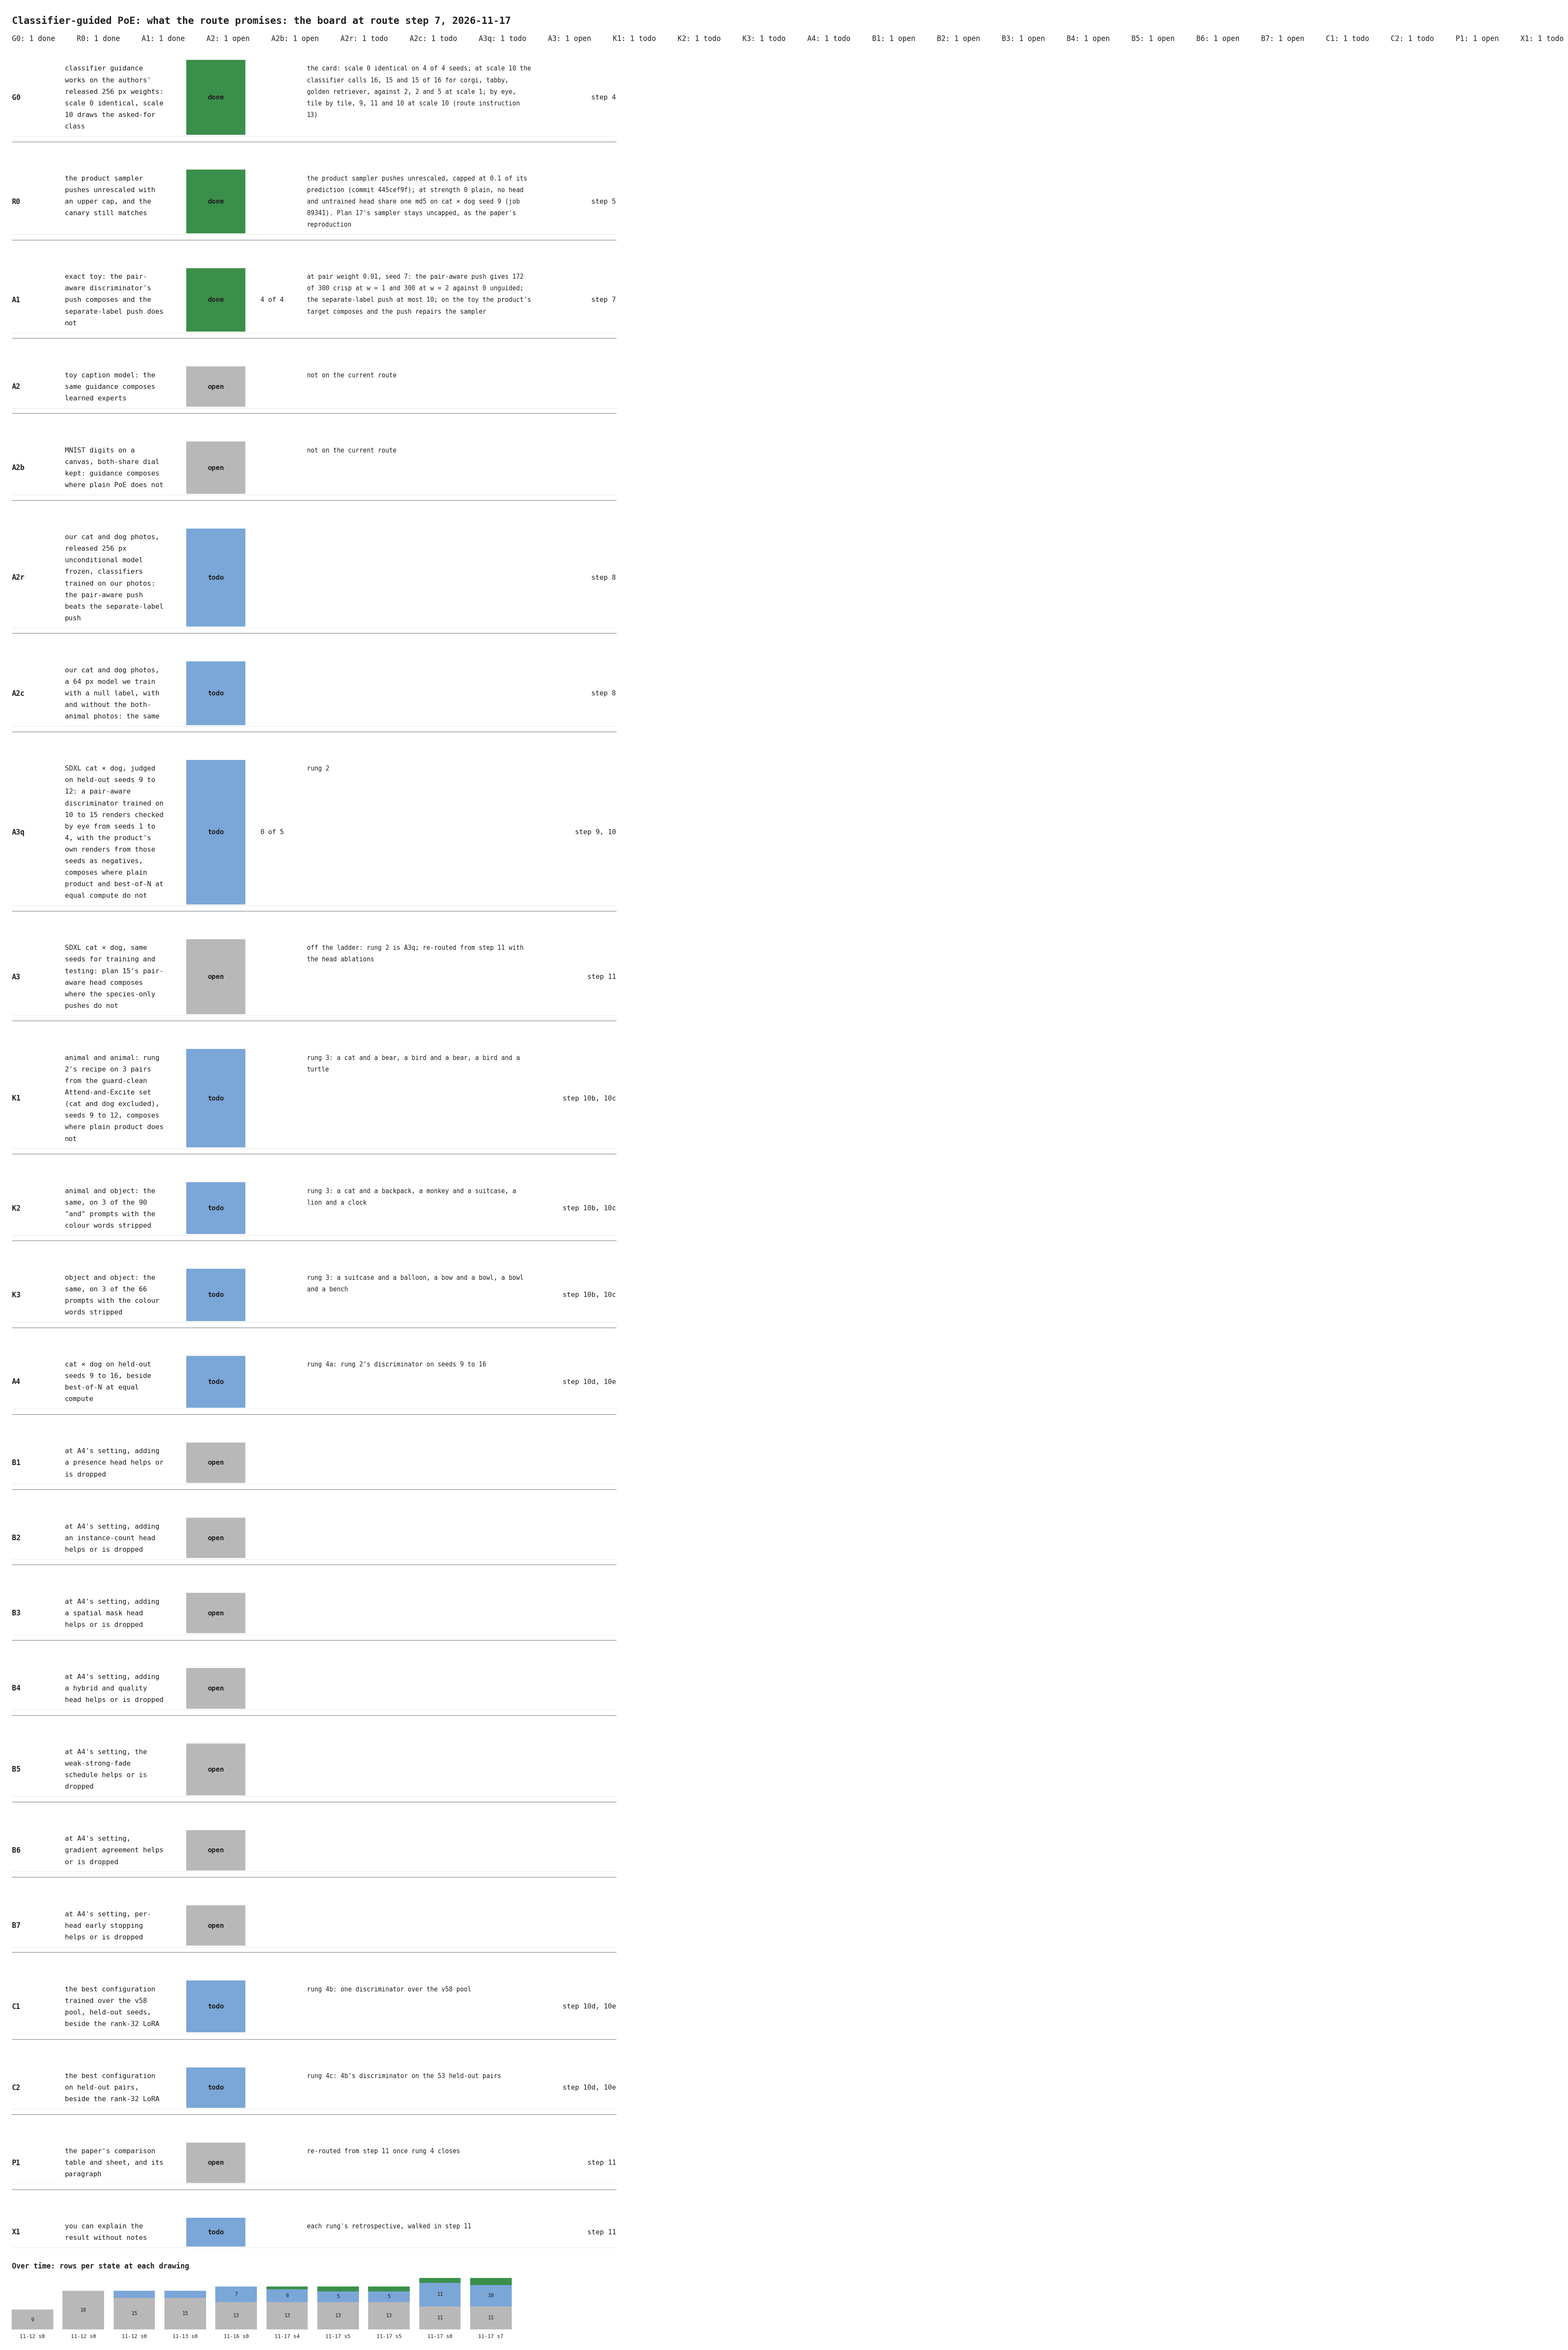 Classifier-guided PoE: what the route promises: the board at route step 7, 2026-11-17
G0: 1 done R0: 1 done A1: 1 done A2: 1 open A2b: 1 open A2r: 1 todo A2c: 1 todo A3q: 1 todo A3: 1 open K1: 1 todo K2: 1 todo K3: 1 todo A4: 1 todo B1: 1 open B2: 1 open B3: 1 open B4: 1 open B5: 1 open B6: 1 open B7: 1 open C1: 1 todo C2: 1 todo P1: 1 open X1: 1 todo
G0
classifier guidance
works on the authors'
released 256 px weights:
scale 0 identical, scale
10 draws the asked-for
class
done
the card: scale 0 identical on 4 of 4 seeds; at scale 10 the
classifier calls 16, 15 and 15 of 16 for corgi, tabby,
golden retriever, against 2, 2 and 5 at scale 1; by eye,
tile by tile, 9, 11 and 10 at scale 10 (route instruction
13)
step 4
R0
the product sampler
pushes unrescaled with
an upper cap, and the
canary still matches
done
the product sampler pushes unrescaled, capped at 0.1 of its
prediction (commit 445cef9f); at strength 0 plain, no head
and untrained head share one md5 on cat × dog seed 9 (job
89341). Plan 17's sampler stays uncapped, as the paper's
reproduction
step 5
A1
exact toy: the pair-
aware discriminator's
push composes and the
separate-label push does
not
done
4 of 4
at pair weight 0.01, seed 7: the pair-aware push gives 172
of 300 crisp at w = 1 and 300 at w = 2 against 0 unguided;
the separate-label push at most 10; on the toy the product's
target composes and the push repairs the sampler
step 7
A2
toy caption model: the
same guidance composes
learned experts
open
not on the current route
A2b
MNIST digits on a
canvas, both-share dial
kept: guidance composes
where plain PoE does not
open
not on the current route
A2r
our cat and dog photos,
released 256 px
unconditional model
frozen, classifiers
trained on our photos:
the pair-aware push
beats the separate-label
push
todo
step 8
A2c
our cat and dog photos,
a 64 px model we train
with a null label, with
and without the both-
animal photos: the same
todo
step 8
A3q
SDXL cat × dog, judged
on held-out seeds 9 to
12: a pair-aware
discriminator trained on
10 to 15 renders checked
by eye from seeds 1 to
4, with the product's
own renders from those
seeds as negatives,
composes where plain
product and best-of-N at
equal compute do not
todo
0 of 5
rung 2
step 9, 10
A3
SDXL cat × dog, same
seeds for training and
testing: plan 15's pair-
aware head composes
where the species-only
pushes do not
open
off the ladder: rung 2 is A3q; re-routed from step 11 with
the head ablations
step 11
K1
animal and animal: rung
2's recipe on 3 pairs
from the guard-clean
Attend-and-Excite set
(cat and dog excluded),
seeds 9 to 12, composes
where plain product does
not
todo
rung 3: a cat and a bear, a bird and a bear, a bird and a
turtle
step 10b, 10c
K2
animal and object: the
same, on 3 of the 90
"and" prompts with the
colour words stripped
todo
rung 3: a cat and a backpack, a monkey and a suitcase, a
lion and a clock
step 10b, 10c
K3
object and object: the
same, on 3 of the 66
prompts with the colour
words stripped
todo
rung 3: a suitcase and a balloon, a bow and a bowl, a bowl
and a bench
step 10b, 10c
A4
cat × dog on held-out
seeds 9 to 16, beside
best-of-N at equal
compute
todo
rung 4a: rung 2's discriminator on seeds 9 to 16
step 10d, 10e
B1
at A4's setting, adding
a presence head helps or
is dropped
open
B2
at A4's setting, adding
an instance-count head
helps or is dropped
open
B3
at A4's setting, adding
a spatial mask head
helps or is dropped
open
B4
at A4's setting, adding
a hybrid and quality
head helps or is dropped
open
B5
at A4's setting, the
weak-strong-fade
schedule helps or is
dropped
open
B6
at A4's setting,
gradient agreement helps
or is dropped
open
B7
at A4's setting, per-
head early stopping
helps or is dropped
open
C1
the best configuration
trained over the v58
pool, held-out seeds,
beside the rank-32 LoRA
todo
rung 4b: one discriminator over the v58 pool
step 10d, 10e
C2
the best configuration
on held-out pairs,
beside the rank-32 LoRA
todo
rung 4c: 4b's discriminator on the 53 held-out pairs
step 10d, 10e
P1
the paper's comparison
table and sheet, and its
paragraph
open
re-routed from step 11 once rung 4 closes
step 11
X1
you can explain the
result without notes
todo
each rung's retrospective, walked in step 11
step 11
Over time: rows per state at each drawing
9 18 15 15 7 13 6 13 5 13 5 13 11 11 10 11
11-12 s0 11-12 s0 11-12 s0 11-13 s0 11-16 s0 11-17 s4 11-17 s5 11-17 s5 11-17 s0 11-17 s7